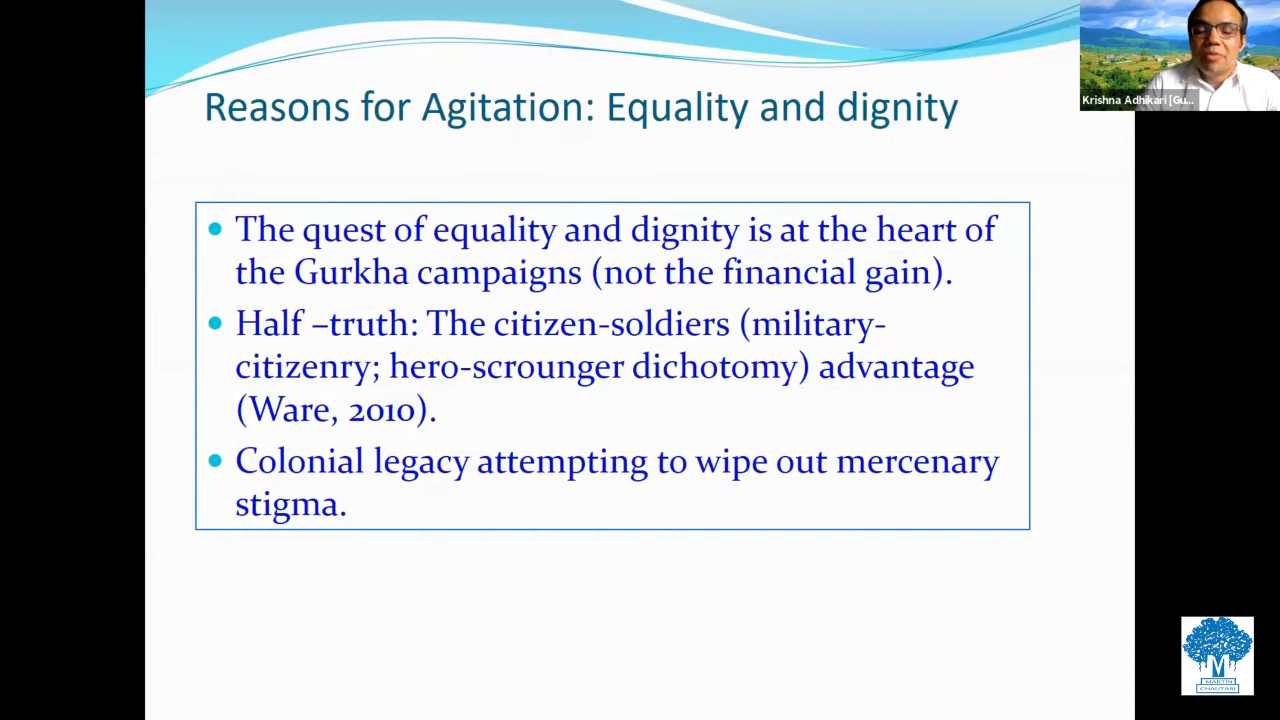 Reasons for Agitation: Equality and dignity
Krishna Adhikari [Gu...
• The quest of equality and dignity is at the heart of
the Gurkha campaigns (not the financial gain).
• Half –truth: The citizen-soldiers (military-
citizenry; hero-scrounger dichotomy) advantage
(Ware, 2010).
• Colonial legacy attempting to wipe out mercenary
stigma.
M
MARTIN
CHAUTARI